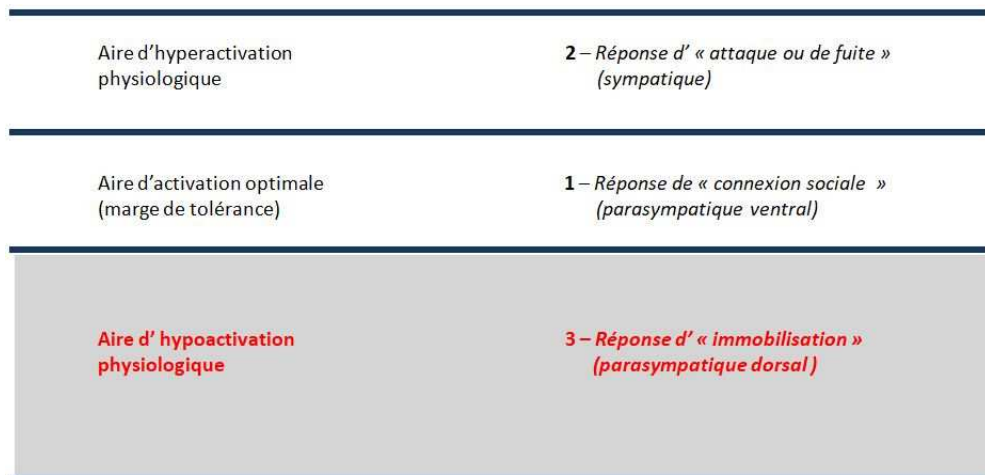 Aire d'hyperactivation
physiologique
2 – Réponse d' « attaque ou de fuite »
(sympatique)
Aire d'activation optimale
(marge de tolérance)
1 – Réponse de « connexion sociale »
(parasympatique ventral)
Aire d' hypoactivation
physiologique
3 – Réponse d' « immobilisation »
(parasympatique dorsal )